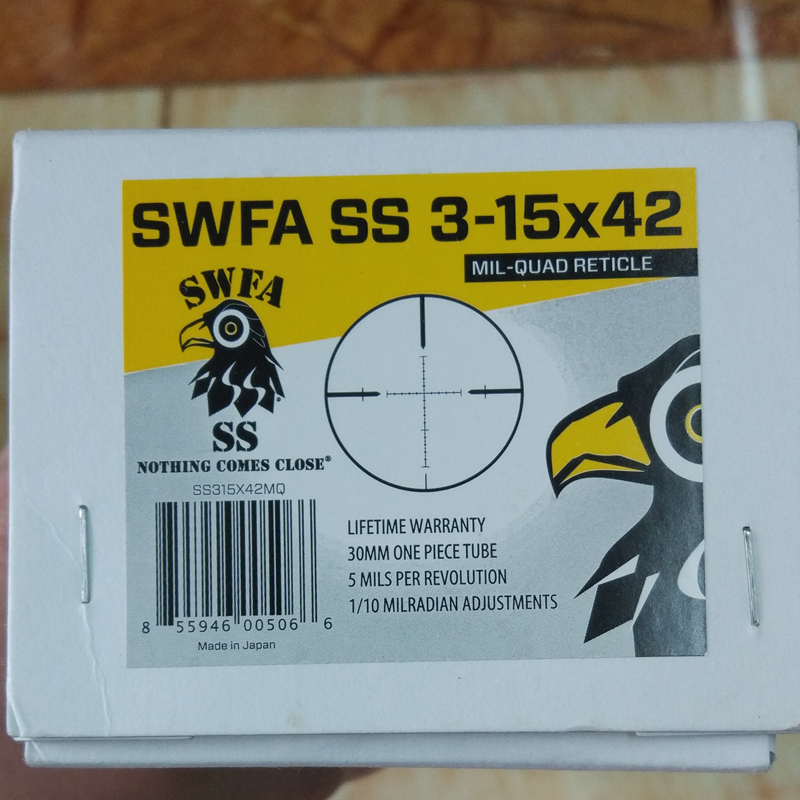 SWFA SS 3-15x42
MIL-QUAD RETICLE
SWFA
SS
SS
NOTHING COMES CLOSE®
SS315X42MQ
LIFETIME WARRANTY
30MM ONE PIECE TUBE
5 MILS PER REVOLUTION
1/10 MILRADIAN ADJUSTMENTS
8 55946 00506 6
Made in Japan